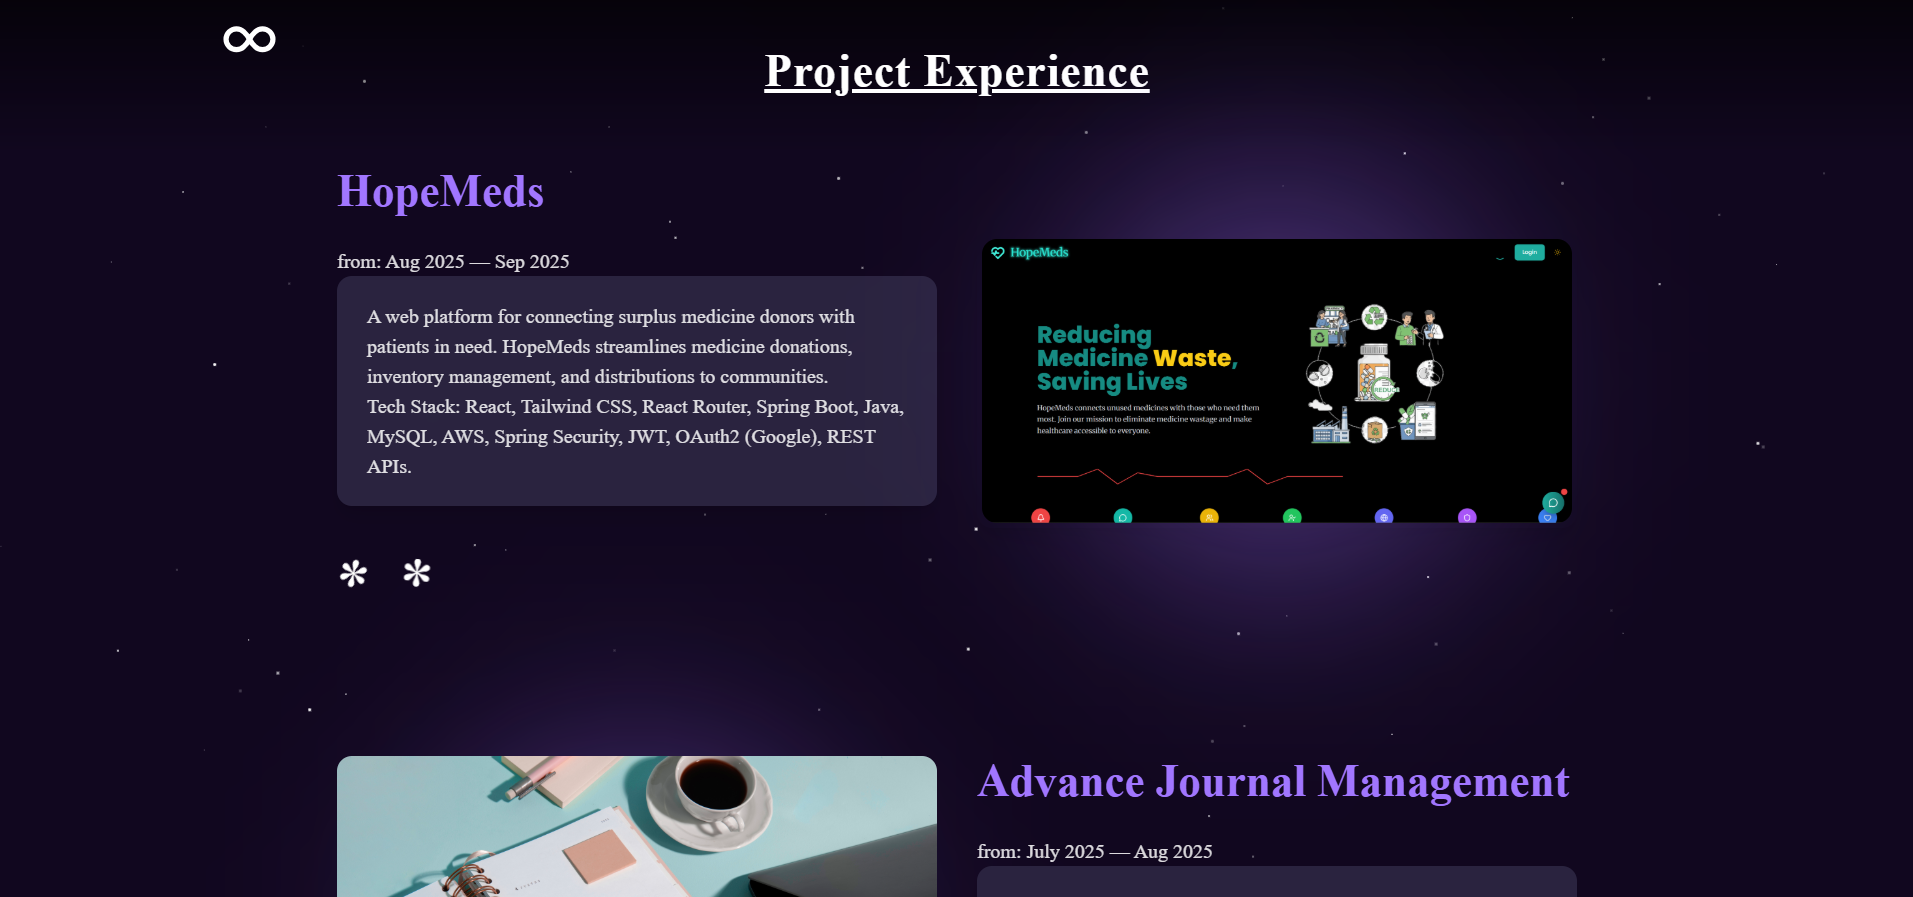 Project Experience
HopeMeds
from: Aug 2025 — Sep 2025
A web platform for connecting surplus medicine donors with
patients in need. HopeMeds streamlines medicine donations,
inventory management, and distributions to communities.
Tech Stack: React, Tailwind CSS, React Router, Spring Boot, Java,
MySQL, AWS, Spring Security, JWT, OAuth2 (Google), REST
APIs.
HopeMeds
Login
Reducing
Medicine Waste,
Saving Lives
HopeMeds connects unused medicines with those who need them
most. Join our mission to eliminate medicine wastage and make
healthcare accessible to everyone.
Advance Journal Management
from: July 2025 — Aug 2025